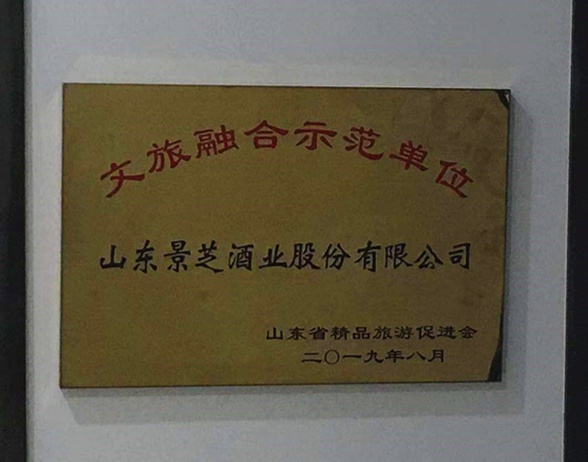 文旅融合示范单位
山东景芝酒业股份有限公司
山东省精品旅游促进会
二〇一九年八月